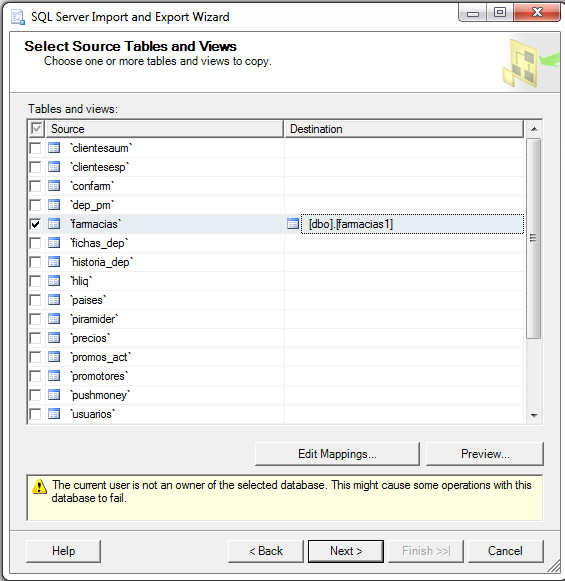 SQL Server Import and Export Wizard
Select Source Tables and Views
Choose one or more tables and views to copy.
Tables and views:
Source Destination
`clientesaum`
`clientesesp`
`confarm`
`dep_pm`
`farmacias` [dbo].[farmacias1]
`fichas_dep`
`historia_dep`
`hliq`
`paises`
`piramider`
`precios`
`promos_act`
`promotores`
`pushmoney`
`usuarios`
Edit Mappings... Preview...
The current user is not an owner of the selected database. This might cause some operations with this
database to fail.
Help < Back Next > Finish >>| Cancel